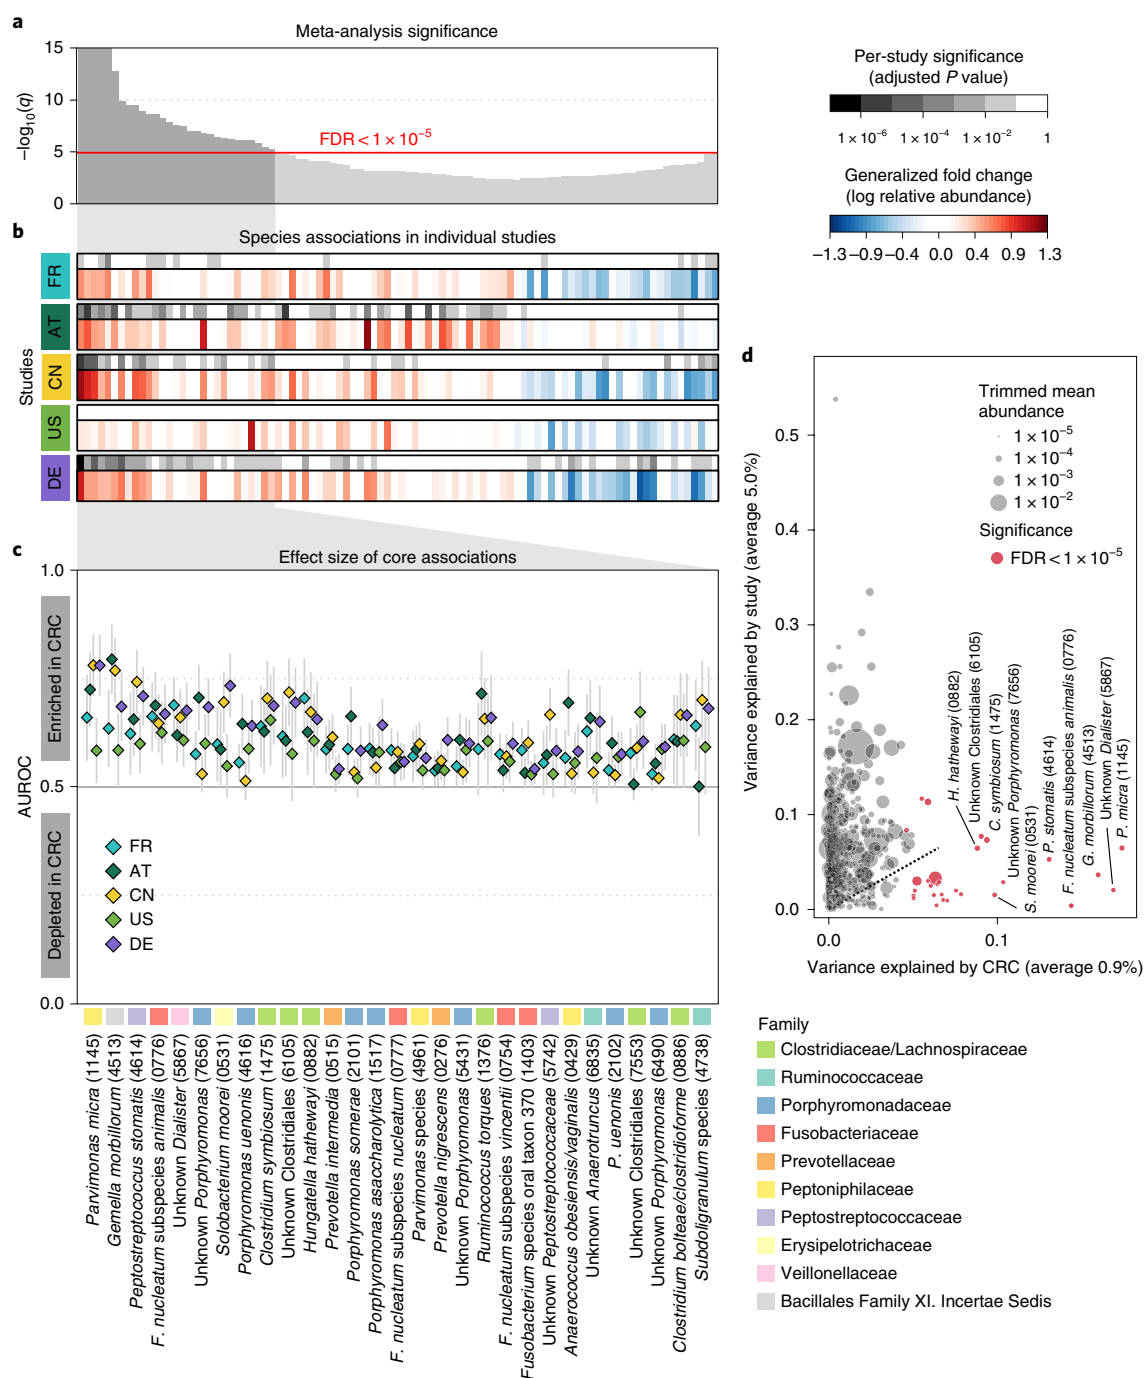 a
Meta-analysis significance
15
10
5
0
−log10(q)
FDR < 1 × 10−5
Per-study significance
(adjusted P value)
1 × 10−6
1 × 10−4
1 × 10−2
1
Generalized fold change
(log relative abundance)
−1.3
−0.9
−0.4
0.0
0.4
0.9
1.3
b
Species associations in individual studies
Studies
FR
AT
CN
US
DE
c
Effect size of core associations
1.0
0.5
0.0
AUROC
Enriched in CRC
Depleted in CRC
FR
AT
CN
US
DE
Parvimonas micra (1145)
Gemella morbillorum (4513)
Peptostreptococcus stomatis (4614)
F. nucleatum subspecies animalis (0776)
Unknown Dialister (5867)
Unknown Porphyromonas (7656)
Solobacterium moorei (0531)
Porphyromonas uenonis (4616)
Clostridium symbiosum (1475)
Unknown Clostridiales (6105)
Hungatella hathewayi (0882)
Prevotella intermedia (0515)
Porphyromonas somerae (2101)
Porphyromonas asaccharolytica (1517)
F. nucleatum subspecies nucleatum (0777)
Parvimonas species (4961)
Prevotella nigrescens (0276)
Unknown Porphyromonas (5431)
Ruminococcus torques (1376)
F. nucleatum subspecies vincentii (0754)
Fusobacterium species oral taxon 370 (1403)
Unknown Peptostreptococcaceae (5742)
Anaerococcus obesiensis/vaginalis (0429)
Unknown Anaerotruncus (6835)
P. uenonis (2102)
Unknown Clostridiales (7553)
Unknown Porphyromonas (6490)
Clostridium bolteae/clostridioforme (0886)
Subdoligranulum species (4738)
d
Variance explained by study (average 5.0%)
0.5
0.4
0.3
0.2
0.1
0.0
Trimmed mean
abundance
1 × 10−5
1 × 10−4
1 × 10−3
1 × 10−2
Significance
FDR < 1 × 10−5
H. hathewayi (0882)
Unknown Clostridiales (6105)
C. symbiosum (1475)
Unknown Porphyromonas (7656)
S. moorei (0531)
P. stomatis (4614)
F. nucleatum subspecies animalis (0776)
G. morbillorum (4513)
Unknown Dialister (5867)
P. micra (1145)
0.0
0.1
Variance explained by CRC (average 0.9%)
Family
Clostridiaceae/Lachnospiraceae
Ruminococcaceae
Porphyromonadaceae
Fusobacteriaceae
Prevotellaceae
Peptoniphilaceae
Peptostreptococcaceae
Erysipelotrichaceae
Veillonellaceae
Bacillales Family XI. Incertae Sedis